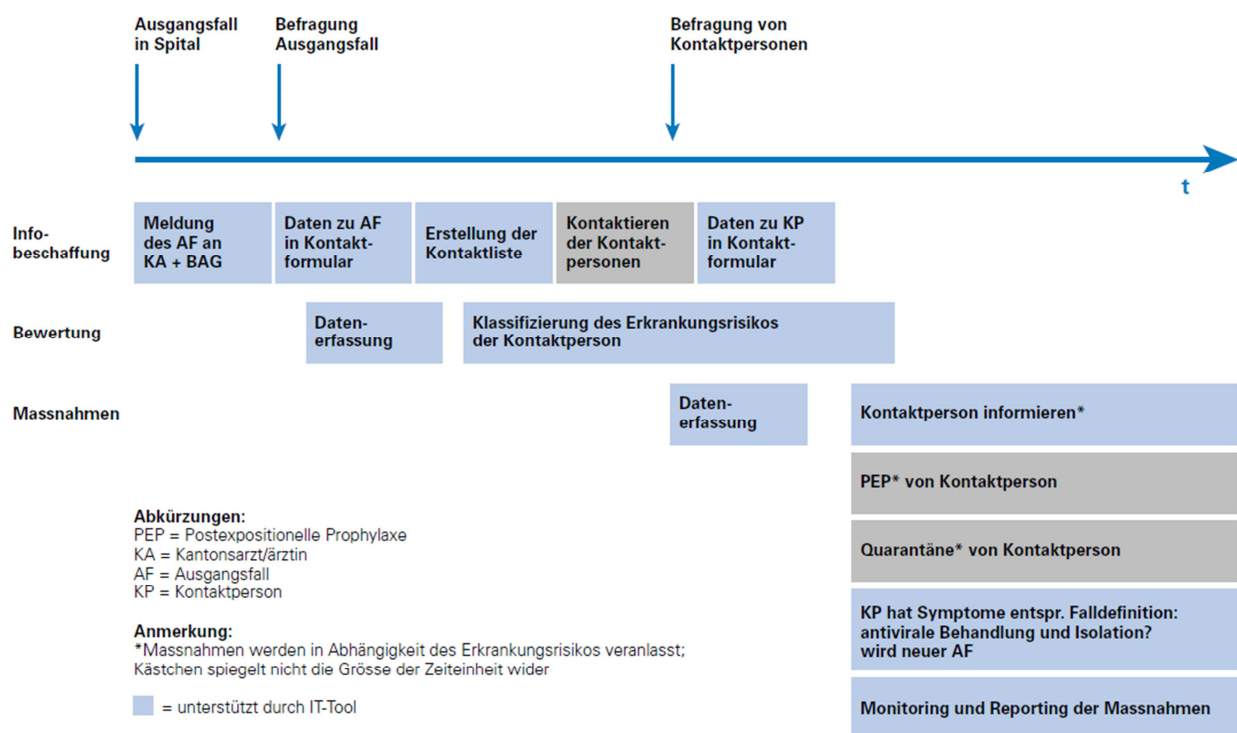 Ausgangsfall
in Spital
Befragung
Ausgangsfall
Befragung von
Kontaktpersonen
t
Info-
beschaffung
Meldung
des AF an
KA + BAG
Daten zu AF
in Kontakt-
formular
Erstellung der
Kontaktliste
Kontaktieren
der Kontakt-
personen
Daten zu KP
in Kontakt-
formular
Bewertung
Daten-
erfassung
Klassifizierung des Erkrankungsrisikos
der Kontaktperson
Massnahmen
Daten-
erfassung
Kontaktperson informieren*
PEP* von Kontaktperson
Quarantäne* von Kontaktperson
KP hat Symptome entspr. Falldefinition:
antivirale Behandlung und Isolation?
wird neuer AF
Monitoring und Reporting der Massnahmen
Abkürzungen:
PEP = Postexpositionelle Prophylaxe
KA = Kantonsarzt/ärztin
AF = Ausgangsfall
KP = Kontaktperson
Anmerkung:
*Massnahmen werden in Abhängigkeit des Erkrankungsrisikos veranlasst;
Kästchen spiegelt nicht die Grösse der Zeiteinheit wider
= unterstützt durch IT-Tool